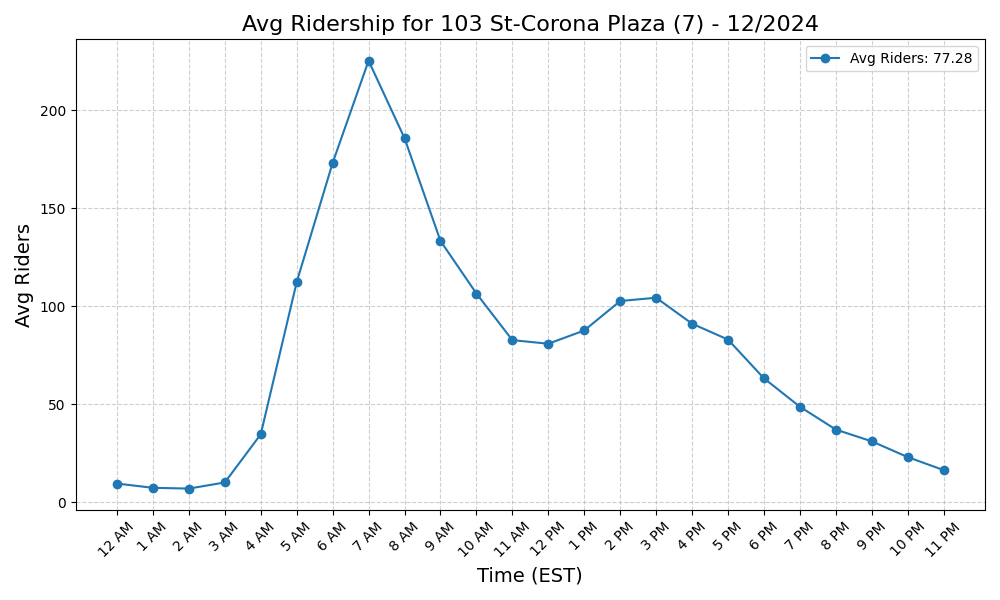 Avg Ridership for 103 St-Corona Plaza (7) - 12/2024
Avg Riders: 77.28
Avg Riders
200
150
100
50
0
12 AM
1 AM
2 AM
3 AM
4 AM
5 AM
6 AM
7 AM
8 AM
9 AM
10 AM
11 AM
12 PM
1 PM
2 PM
3 PM
4 PM
5 PM
6 PM
7 PM
8 PM
9 PM
10 PM
11 PM
Time (EST)